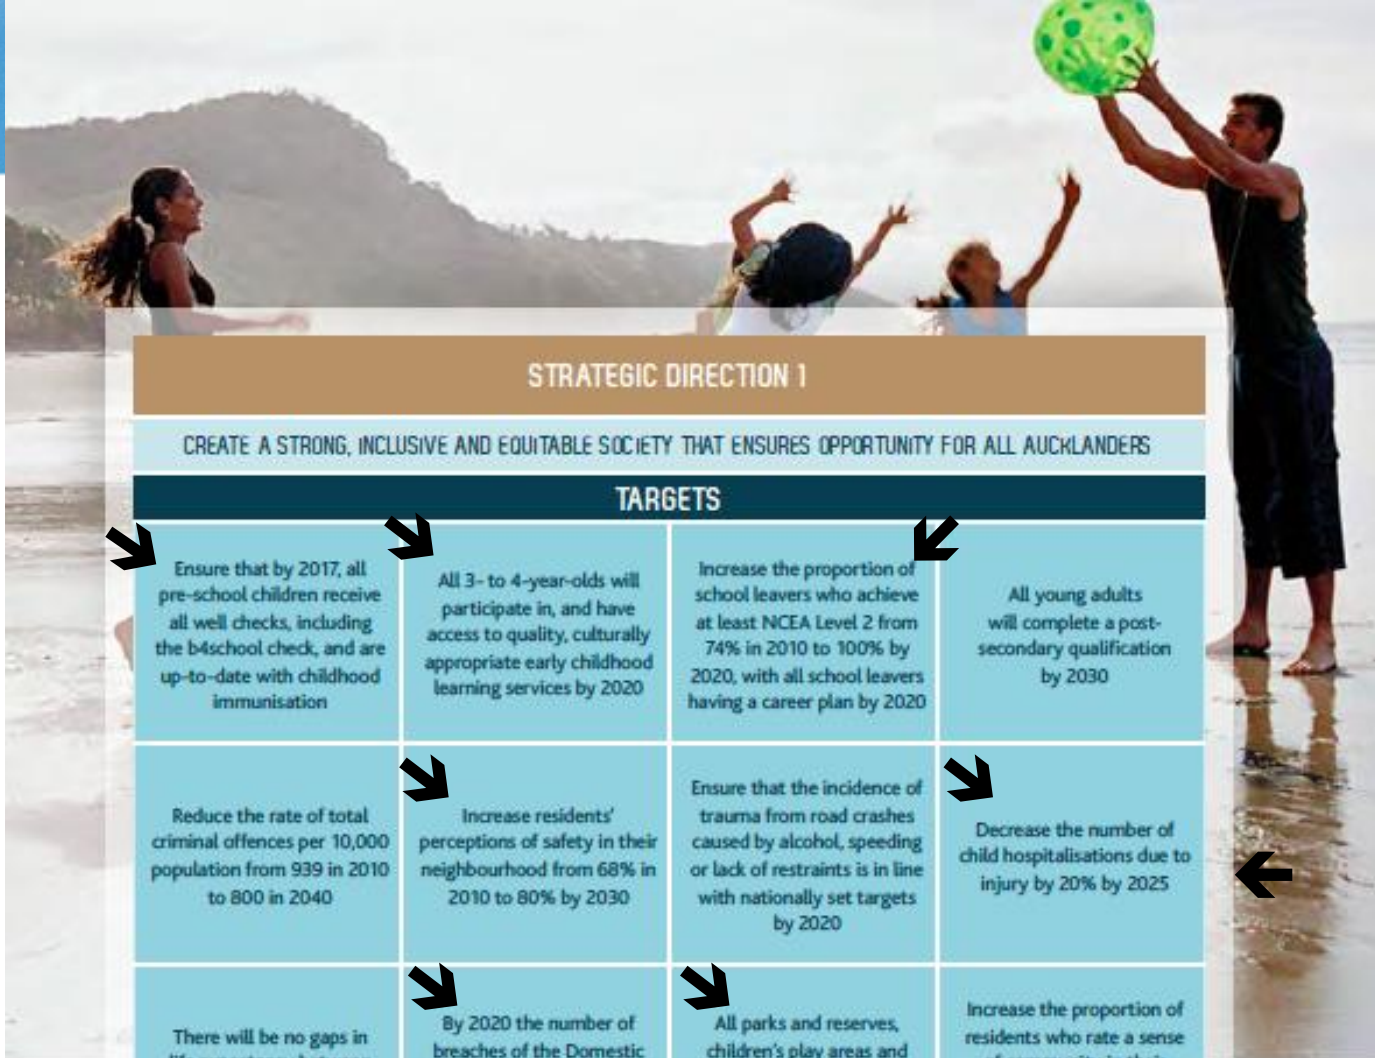 STRATEGIC DIRECTION 1
CREATE A STRONG, INCLUSIVE AND EQUITABLE SOCIETY THAT ENSURES OPPORTUNITY FOR ALL AUCKLANDERS
TARGETS
Ensure that by 2017, all
pre-school children receive
all well checks, including
the b4school check, and are
up-to-date with childhood
immunisation
All 3- to 4-year-olds will
participate in, and have
access to quality, culturally
appropriate early childhood
learning services by 2020
Increase the proportion of
school leavers who achieve
at least NCEA Level 2 from
74% in 2010 to 100% by
2020, with all school leavers
having a career plan by 2020
All young adults
will complete a post-
secondary qualification
by 2030
Reduce the rate of total
criminal offences per 10,000
population from 939 in 2010
to 800 in 2040
Increase residents'
perceptions of safety in their
neighbourhood from 68% in
2010 to 80% by 2030
Ensure that the incidence of
trauma from road crashes
caused by alcohol, speeding
or lack of restraints is in line
with nationally set targets
by 2020
Decrease the number of
child hospitalisations due to
injury by 20% by 2025
There will be no gaps in
By 2020 the number of
breaches of the Domestic
All parks and reserves,
children's play areas and
Increase the proportion of
residents who rate a sense